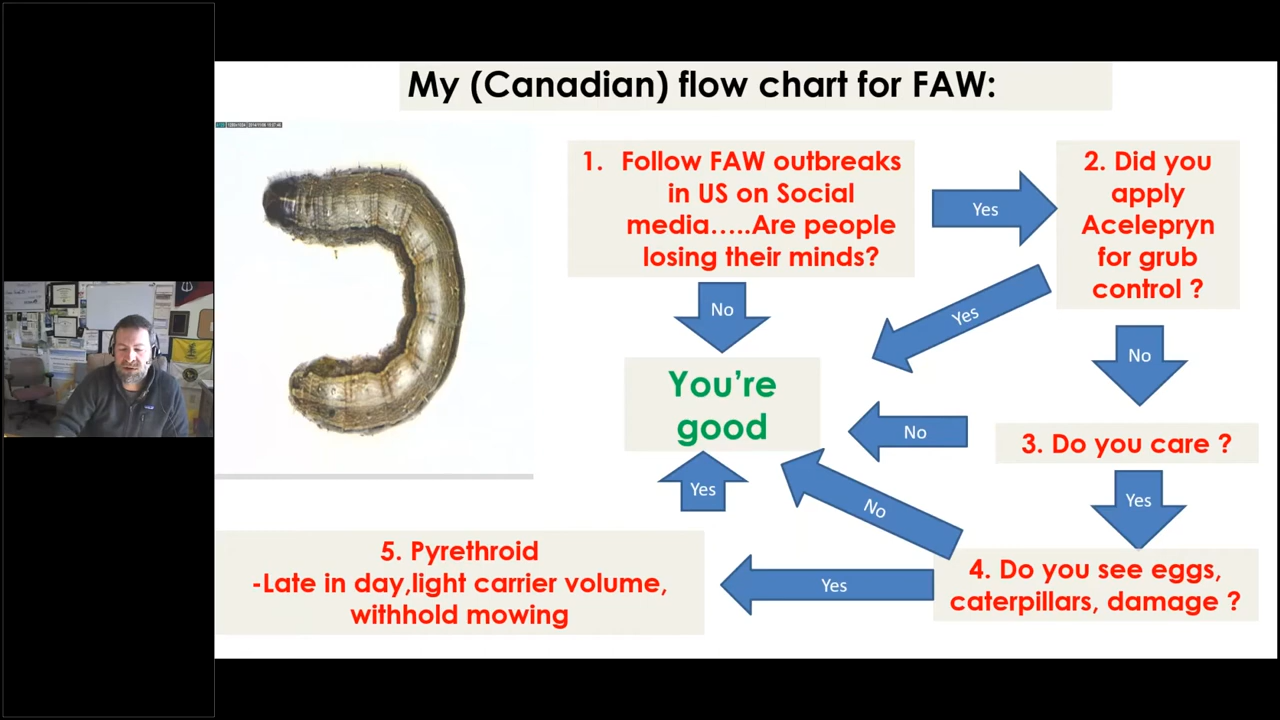 My (Canadian) flow chart for FAW:
1. Follow FAW outbreaks
in US on Social
media.....Are people
losing their minds?
Yes
2. Did you
apply
Acelepryn
for grub
control ?
No
Yes
No
You're
good
No
3. Do you care ?
Yes
No
Yes
5. Pyrethroid
-Late in day,light carrier volume,
withhold mowing
Yes
4. Do you see eggs,
caterpillars, damage ?